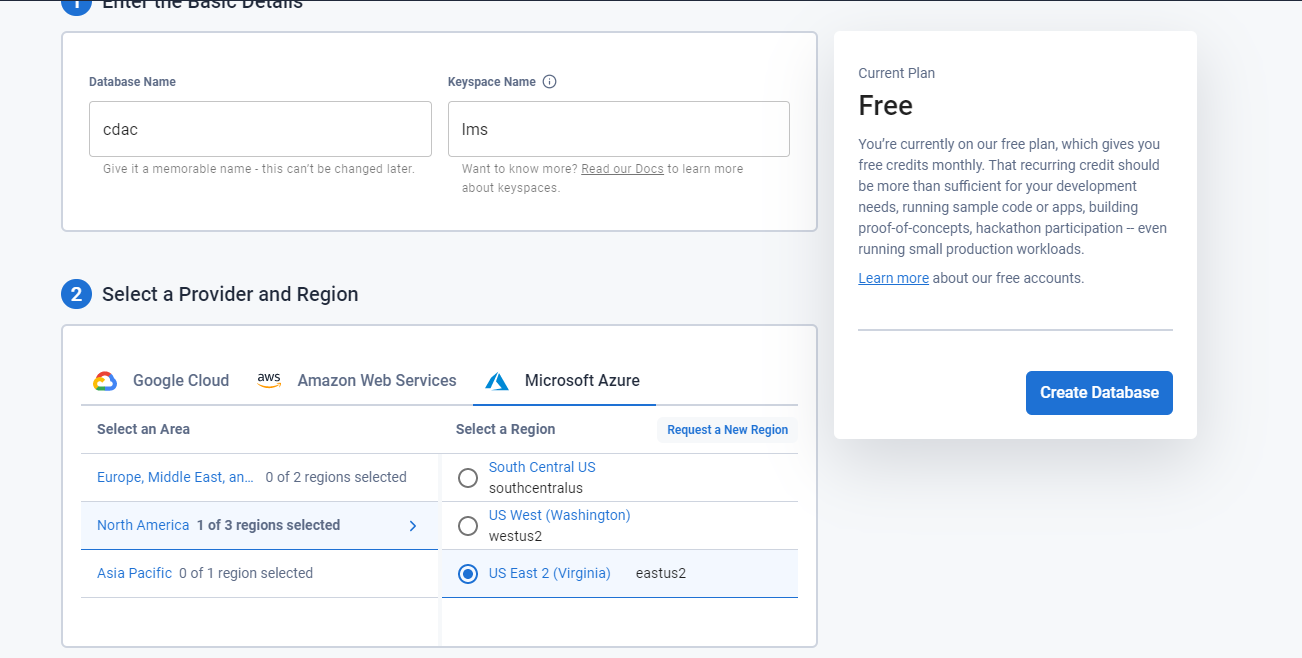 1 Enter the Basic Details
Database Name
Keyspace Name
cdac
lms
Give it a memorable name - this can't be changed later.
Want to know more? Read our Docs to learn more
about keyspaces.
Current Plan
Free
You're currently on our free plan, which gives you
free credits monthly. That recurring credit should
be more than sufficient for your development
needs, running sample code or apps, building
proof-of-concepts, hackathon participation – even
running small production workloads.
Learn more about our free accounts.
Create Database
2 Select a Provider and Region
Google Cloud
aws Amazon Web Services
Microsoft Azure
Select an Area
Select a Region
Request a New Region
Europe, Middle East, an... 0 of 2 regions selected
North America 1 of 3 regions selected
Asia Pacific 0 of 1 region selected
South Central US
southcentralus
US West (Washington)
westus2
US East 2 (Virginia) eastus2